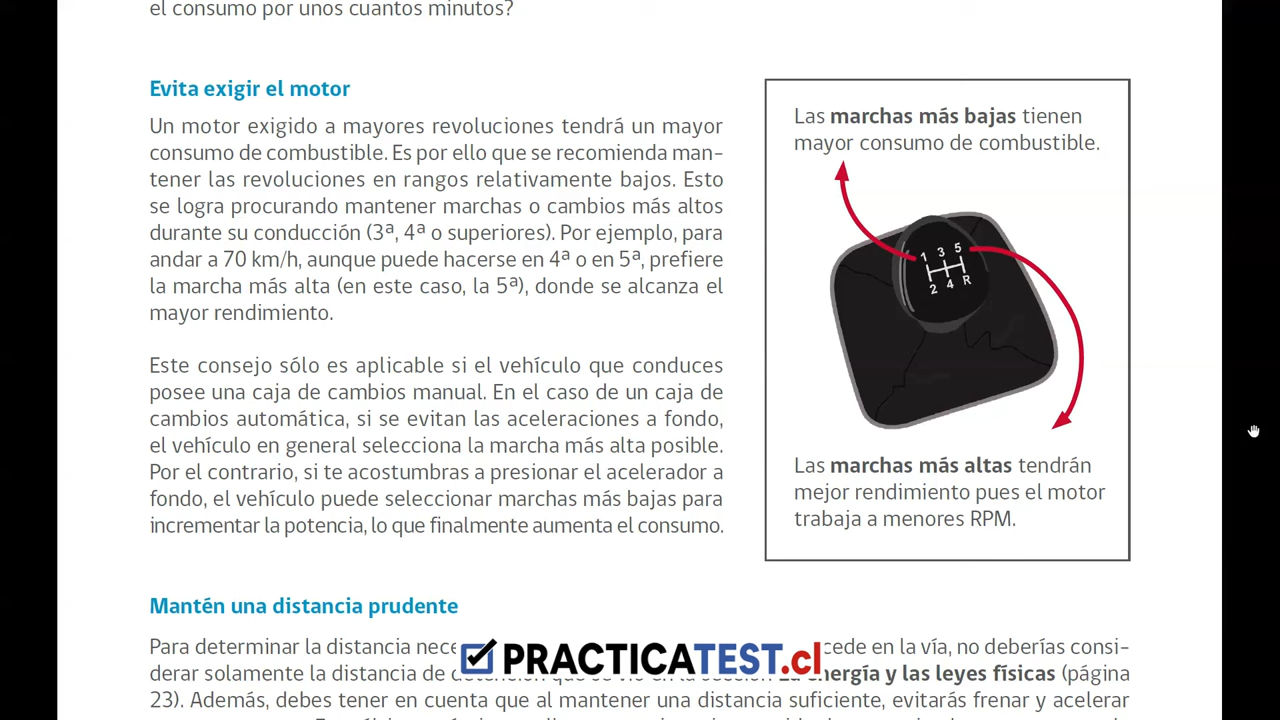 el consumo por unos cuantos minutos?
Evita exigir el motor
Un motor exigido a mayores revoluciones tendrá un mayor
consumo de combustible. Es por ello que se recomienda man-
tener las revoluciones en rangos relativamente bajos. Esto
se logra procurando mantener marchas o cambios más altos
durante su conducción (3ª, 4ª o superiores). Por ejemplo, para
andar a 70 km/h, aunque puede hacerse en 4ª o en 5ª, prefiere
la marcha más alta (en este caso, la 5ª), donde se alcanza el
mayor rendimiento.
Este consejo sólo es aplicable si el vehículo que conduces
posee una caja de cambios manual. En el caso de un caja de
cambios automática, si se evitan las aceleraciones a fondo,
el vehículo en general selecciona la marcha más alta posible.
Por el contrario, si te acostumbras a presionar el acelerador a
fondo, el vehículo puede seleccionar marchas más bajas para
incrementar la potencia, lo que finalmente aumenta el consumo.
Las marchas más bajas tienen
mayor consumo de combustible.
1 3 5
2 4 R
Las marchas más altas tendrán
mejor rendimiento pues el motor
trabaja a menores RPM.
Mantén una distancia prudente
Para determinar la distancia cede en la vía, no deberías consi-
derar solamente la distancia de energía y las leyes físicas (página
23). Además, debes tener en cuenta que al mantener una distancia suficiente, evitarás frenar y acelerar
PRACTICATEST.cl